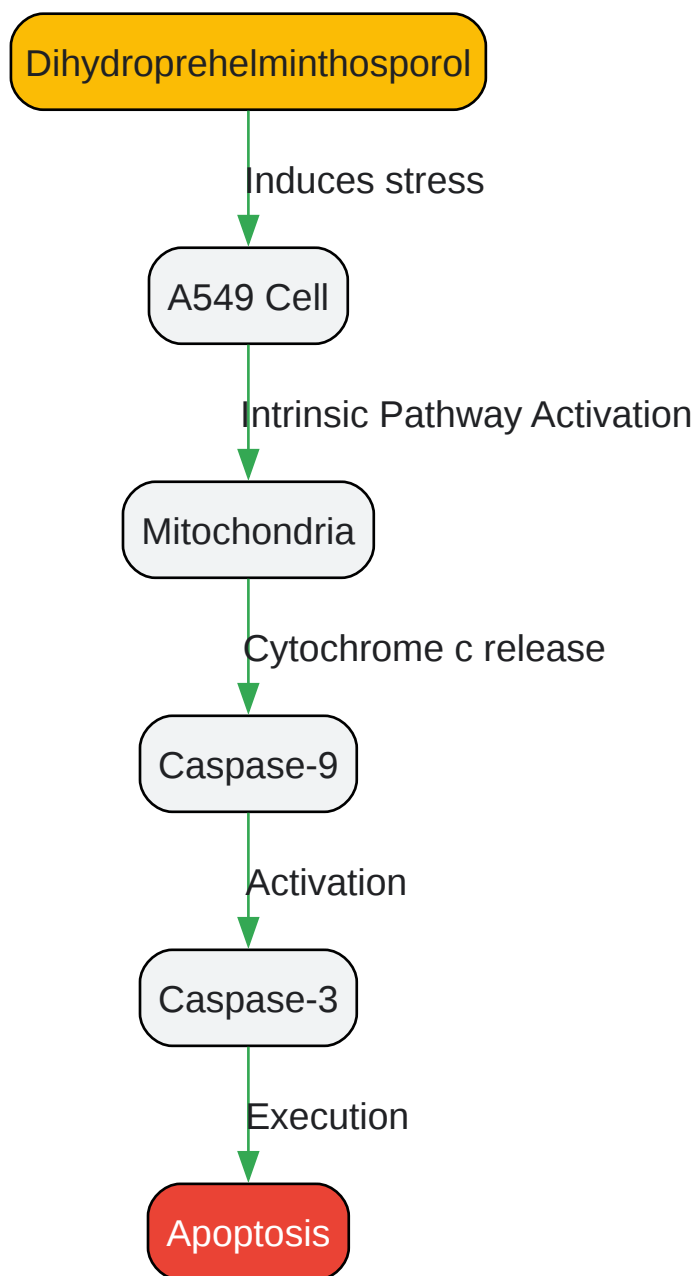 Dihydroprehelminthosporol
Induces stress
A549 Cell
Intrinsic Pathway Activation
Mitochondria
Cytochrome c release
Caspase-9
Activation
Caspase-3
Execution
Apoptosis